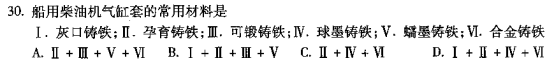 30. 船用柴油机气缸套的常用材料是
Ⅰ. 灰口铸铁;Ⅱ. 孕育铸铁;Ⅲ. 可锻铸铁;Ⅳ. 球墨铸铁;Ⅴ. 蠕墨铸铁;Ⅵ. 合金铸铁
A. Ⅱ+Ⅲ+Ⅴ+Ⅵ B. Ⅰ+Ⅱ+Ⅲ+Ⅴ C. Ⅱ+Ⅳ+Ⅵ D. Ⅰ+Ⅱ+Ⅳ+Ⅵ